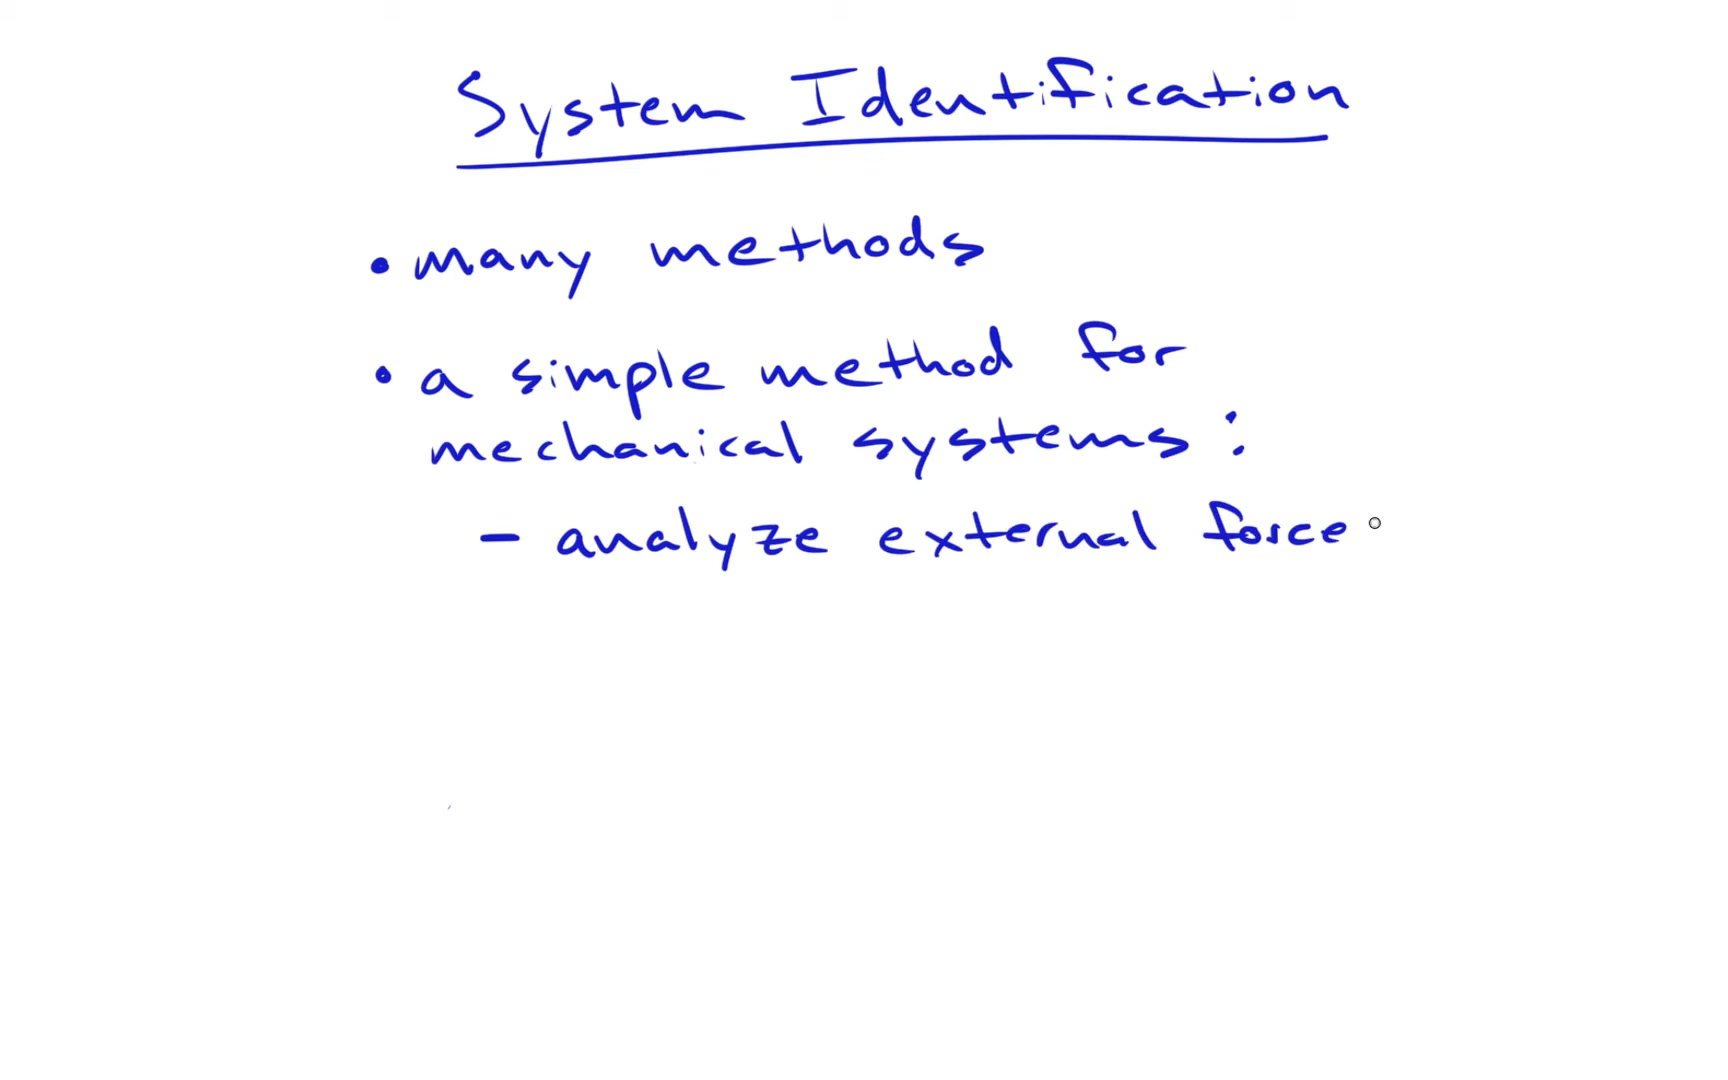 System Identification
• many methods
• a simple method for
mechanical systems :
- analyze external force